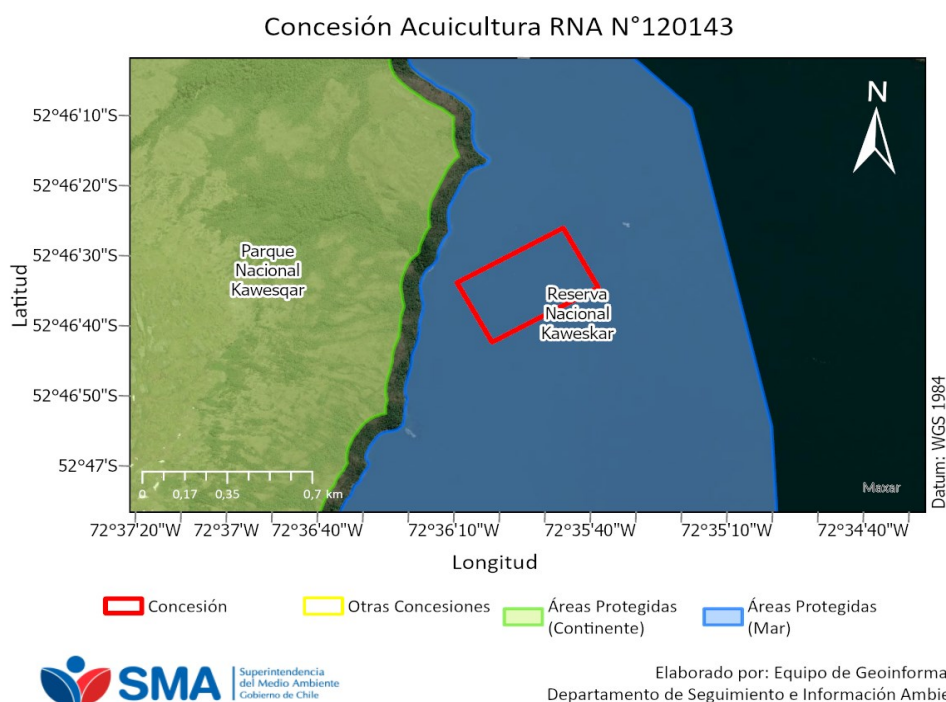 Concesión Acuicultura RNA N°120143
N
52°46'10"S
52°46'20"S
52°46'30"S
52°46'40"S
52°46'50"S
52°47'S
Latitud
Parque
Nacional
Kawesqar
Reserva
Nacional
Kaweskar
0 0,17 0,35 0,7 km
Maxar
Datum: WGS 1984
72°37'20"W 72°37'W 72°36'40"W 72°36'10"W 72°35'40"W 72°35'10"W 72°34'40"W
Longitud
Concesión
Otras Concesiones
Áreas Protegidas
(Continente)
Áreas Protegidas
(Mar)
SMA
Superintendencia
del Medio Ambiente
Gobierno de Chile
Elaborado por: Equipo de Geoinforma
Departamento de Seguimiento e Información Ambie